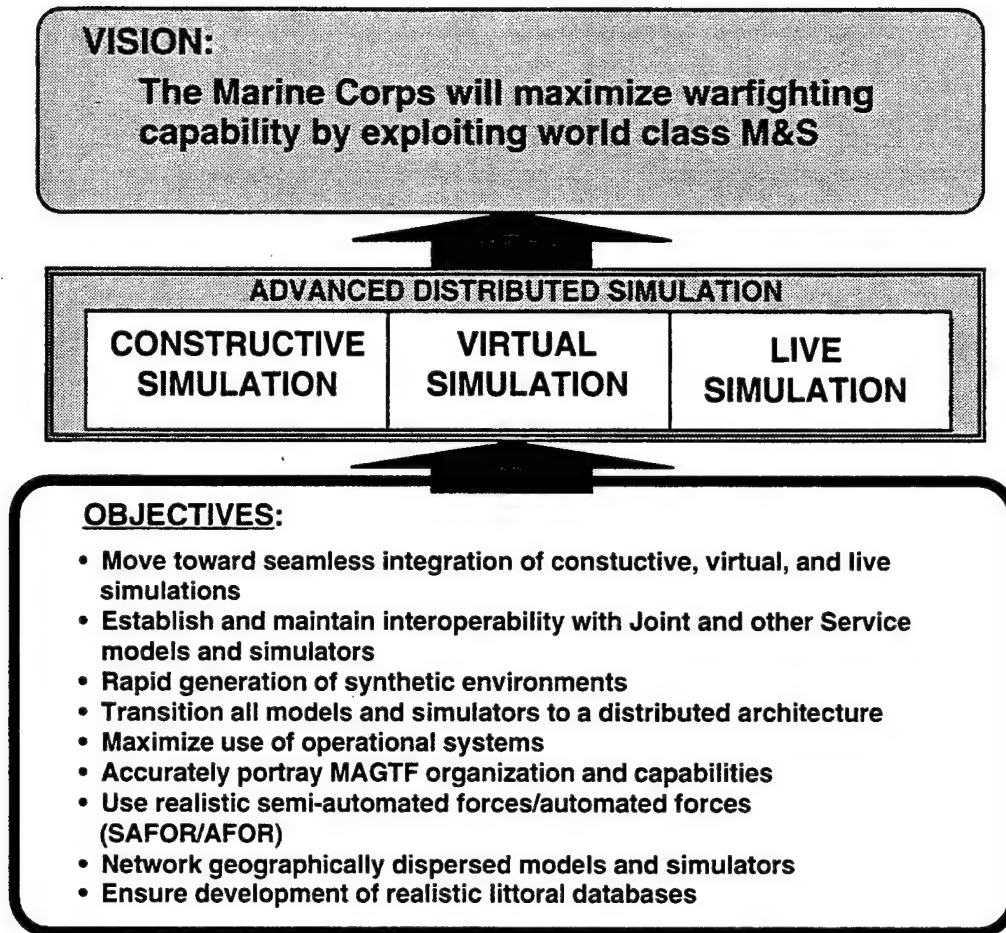 VISION:
The Marine Corps will maximize warfighting
capability by exploiting world class M&S
ADVANCED DISTRIBUTED SIMULATION
CONSTRUCTIVE
SIMULATION
VIRTUAL
SIMULATION
LIVE
SIMULATION
OBJECTIVES:
• Move toward seamless integration of constuctive, virtual, and live
simulations
• Establish and maintain interoperability with Joint and other Service
models and simulators
• Rapid generation of synthetic environments
• Transition all models and simulators to a distributed architecture
• Maximize use of operational systems
• Accurately portray MAGTF organization and capabilities
• Use realistic semi-automated forces/automated forces
(SAFOR/AFOR)
• Network geographically dispersed models and simulators
• Ensure development of realistic littoral databases